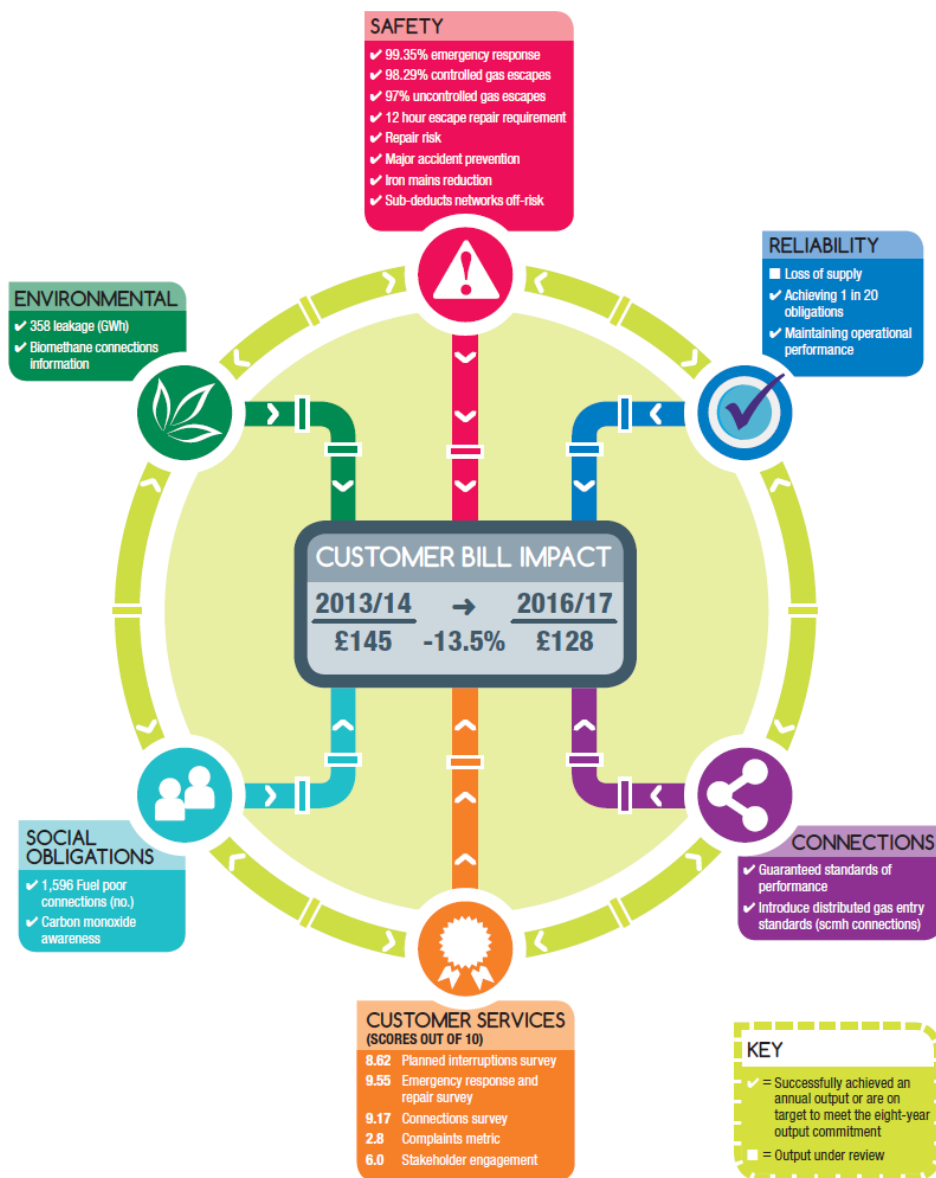 SAFETY
✔ 99.35% emergency response
✔ 98.29% controlled gas escapes
✔ 97% uncontrolled gas escapes
✔ 12 hour escape repair requirement
✔ Repair risk
✔ Major accident prevention
✔ Iron mains reduction
✔ Sub-deducts networks off-risk
RELIABILITY
■ Loss of supply
✔ Achieving 1 in 20
obligations
✔ Maintaining operational
performance
ENVIRONMENTAL
✔ 358 leakage (GWh)
✔ Biomethane connections
information
CUSTOMER BILL IMPACT
2013/14 ➜ 2016/17
£145 -13.5% £128
SOCIAL
OBLIGATIONS
✔ 1,596 Fuel poor
connections (no.)
✔ Carbon monoxide
awareness
CONNECTIONS
✔ Guaranteed standards of
performance
✔ Introduce distributed gas entry
standards (scmh connections)
CUSTOMER SERVICES
(SCORES OUT OF 10)
8.62 Planned interruptions survey
9.55 Emergency response and
repair survey
9.17 Connections survey
2.8 Complaints metric
6.0 Stakeholder engagement
KEY
✔ = Successfully achieved an
annual output or are on
target to meet the eight-year
output commitment
■ = Output under review